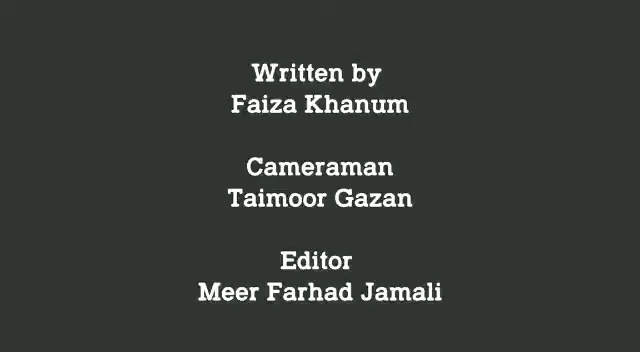 Written by
Faiza Khanum
Cameraman
Taimoor Gazan
Editor
Meer Farhad Jamali